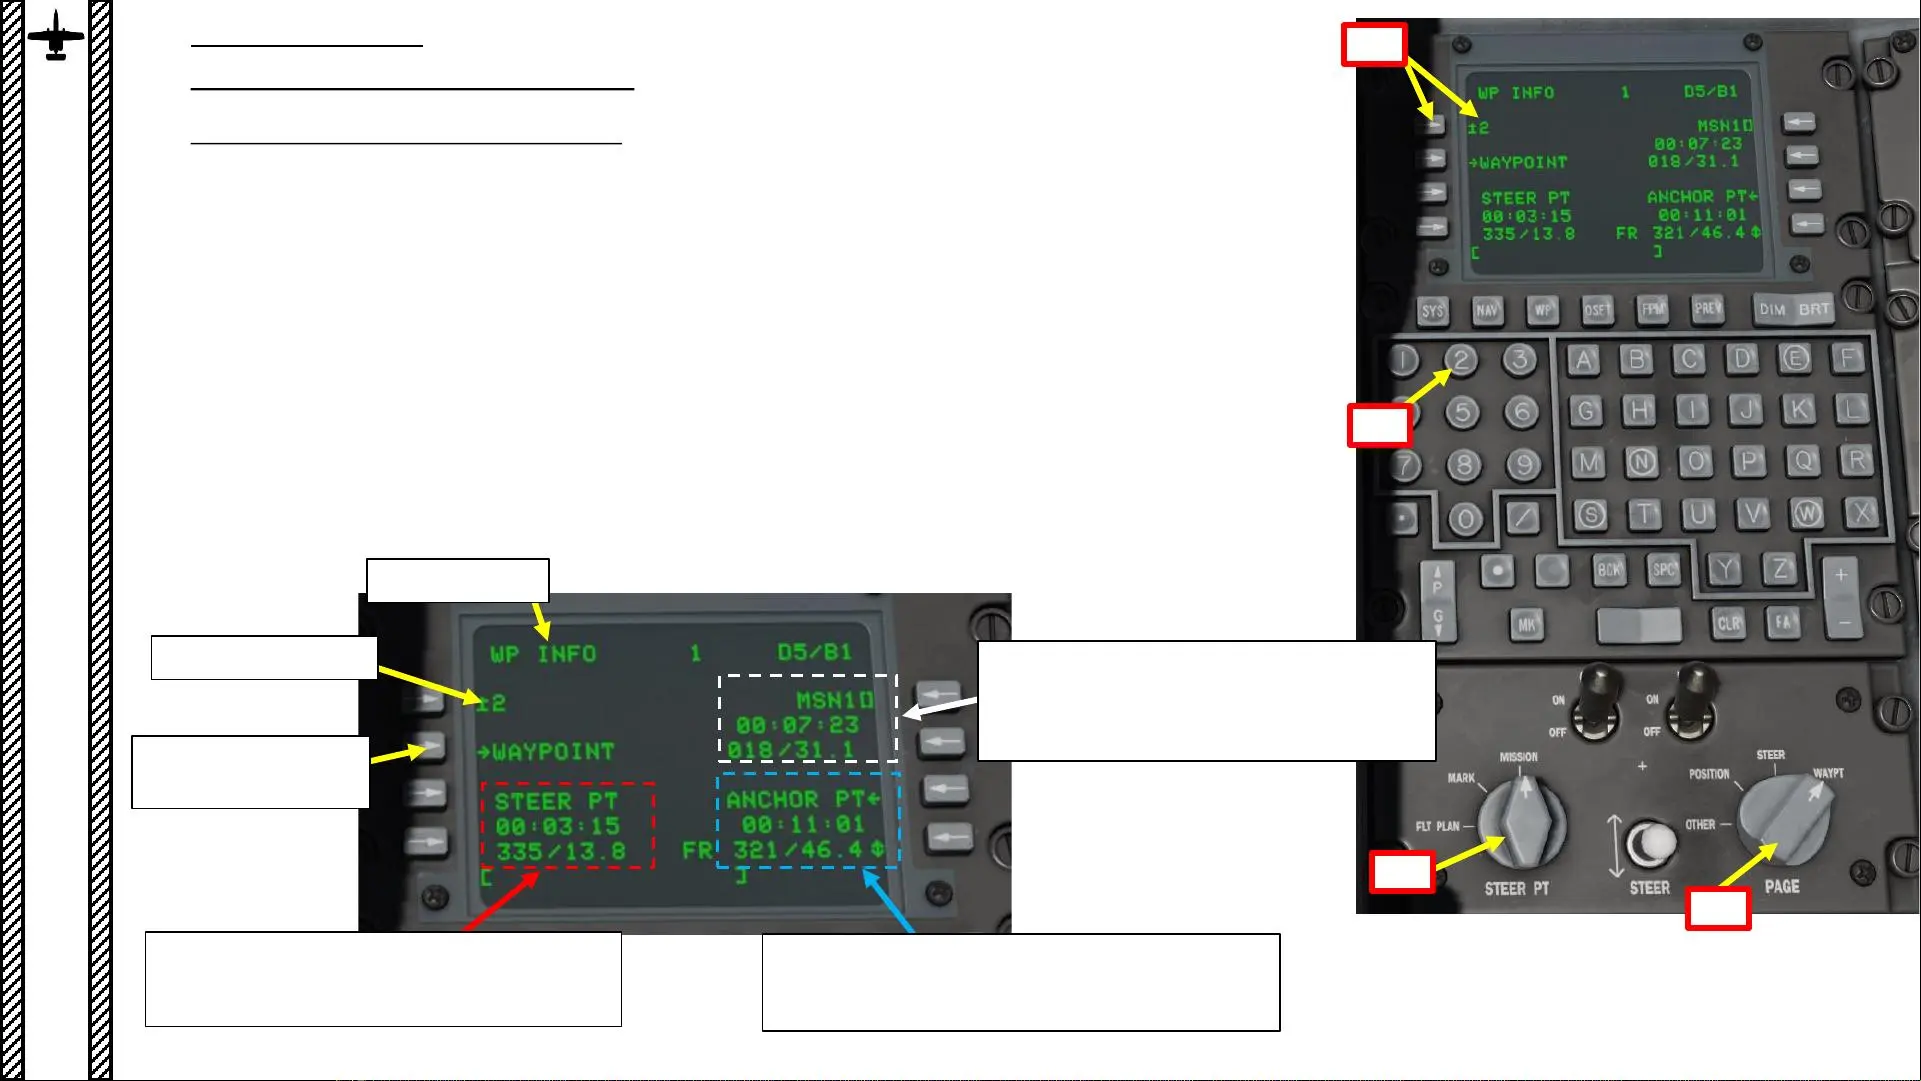 WP INFO 1 D5/B1
±2 MSN1[]
00:07:23
→WAYPOINT 018/31.1
STEER PT ANCHOR PT←
00:03:15 00:11:01
335/13.8 FR 321/46.4
[ ]
SYS NAV WP OSET FPM PREV DIM BRT
1 2 3 A B C D E F
5 6 G H I J K L
7 8 9 M N O P Q R
0 / S T U V W X
P G BCK SPC Y Z + -
MK CLR FA
ON OFF ON OFF
MARK MISSION
FLT PLAN
STEER PT
STEER
POSITION STEER WAYPT
OTHER
PAGE
WP INFO 1 D5/B1
±2 MSN1[]
00:07:23
→WAYPOINT 018/31.1
STEER PT ANCHOR PT←
00:03:15 00:11:01
335/13.8 FR 321/46.4
[ ]